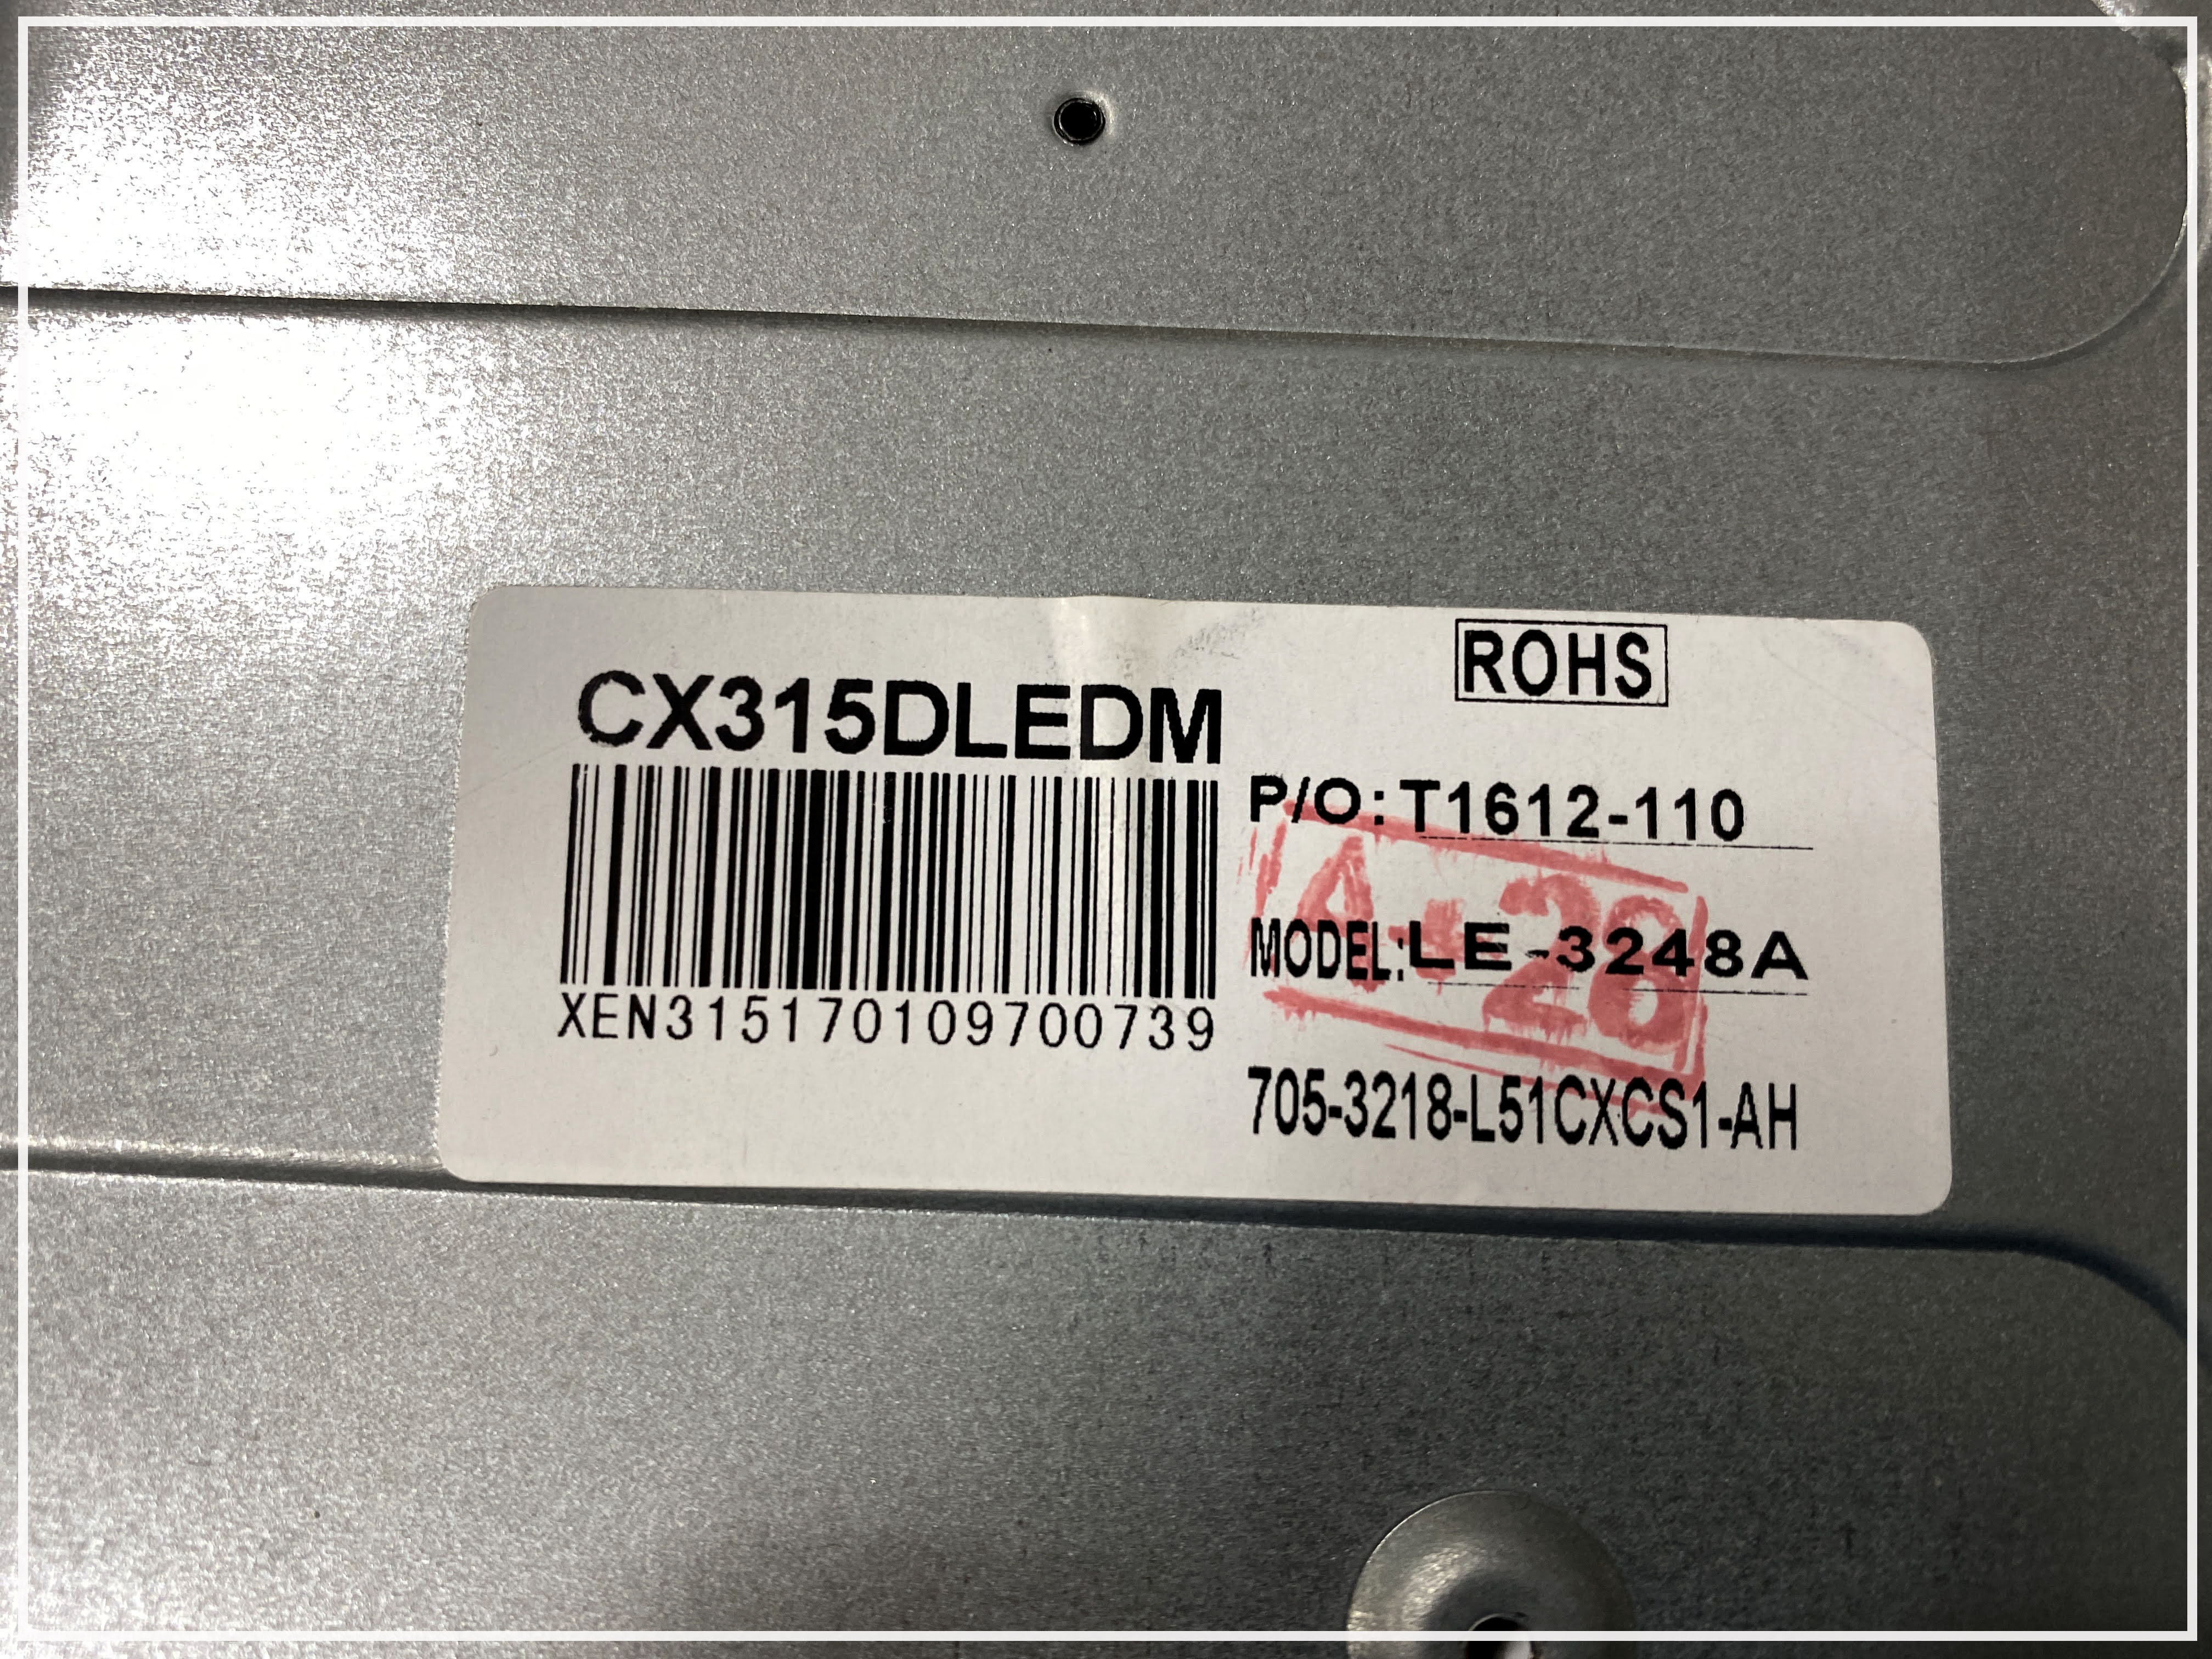 ROHS
CX315DLEDM
P/O: T1612-110
MODEL: LE-3248A
XEN315170109700739
705-3218-L51CXCS1-AH